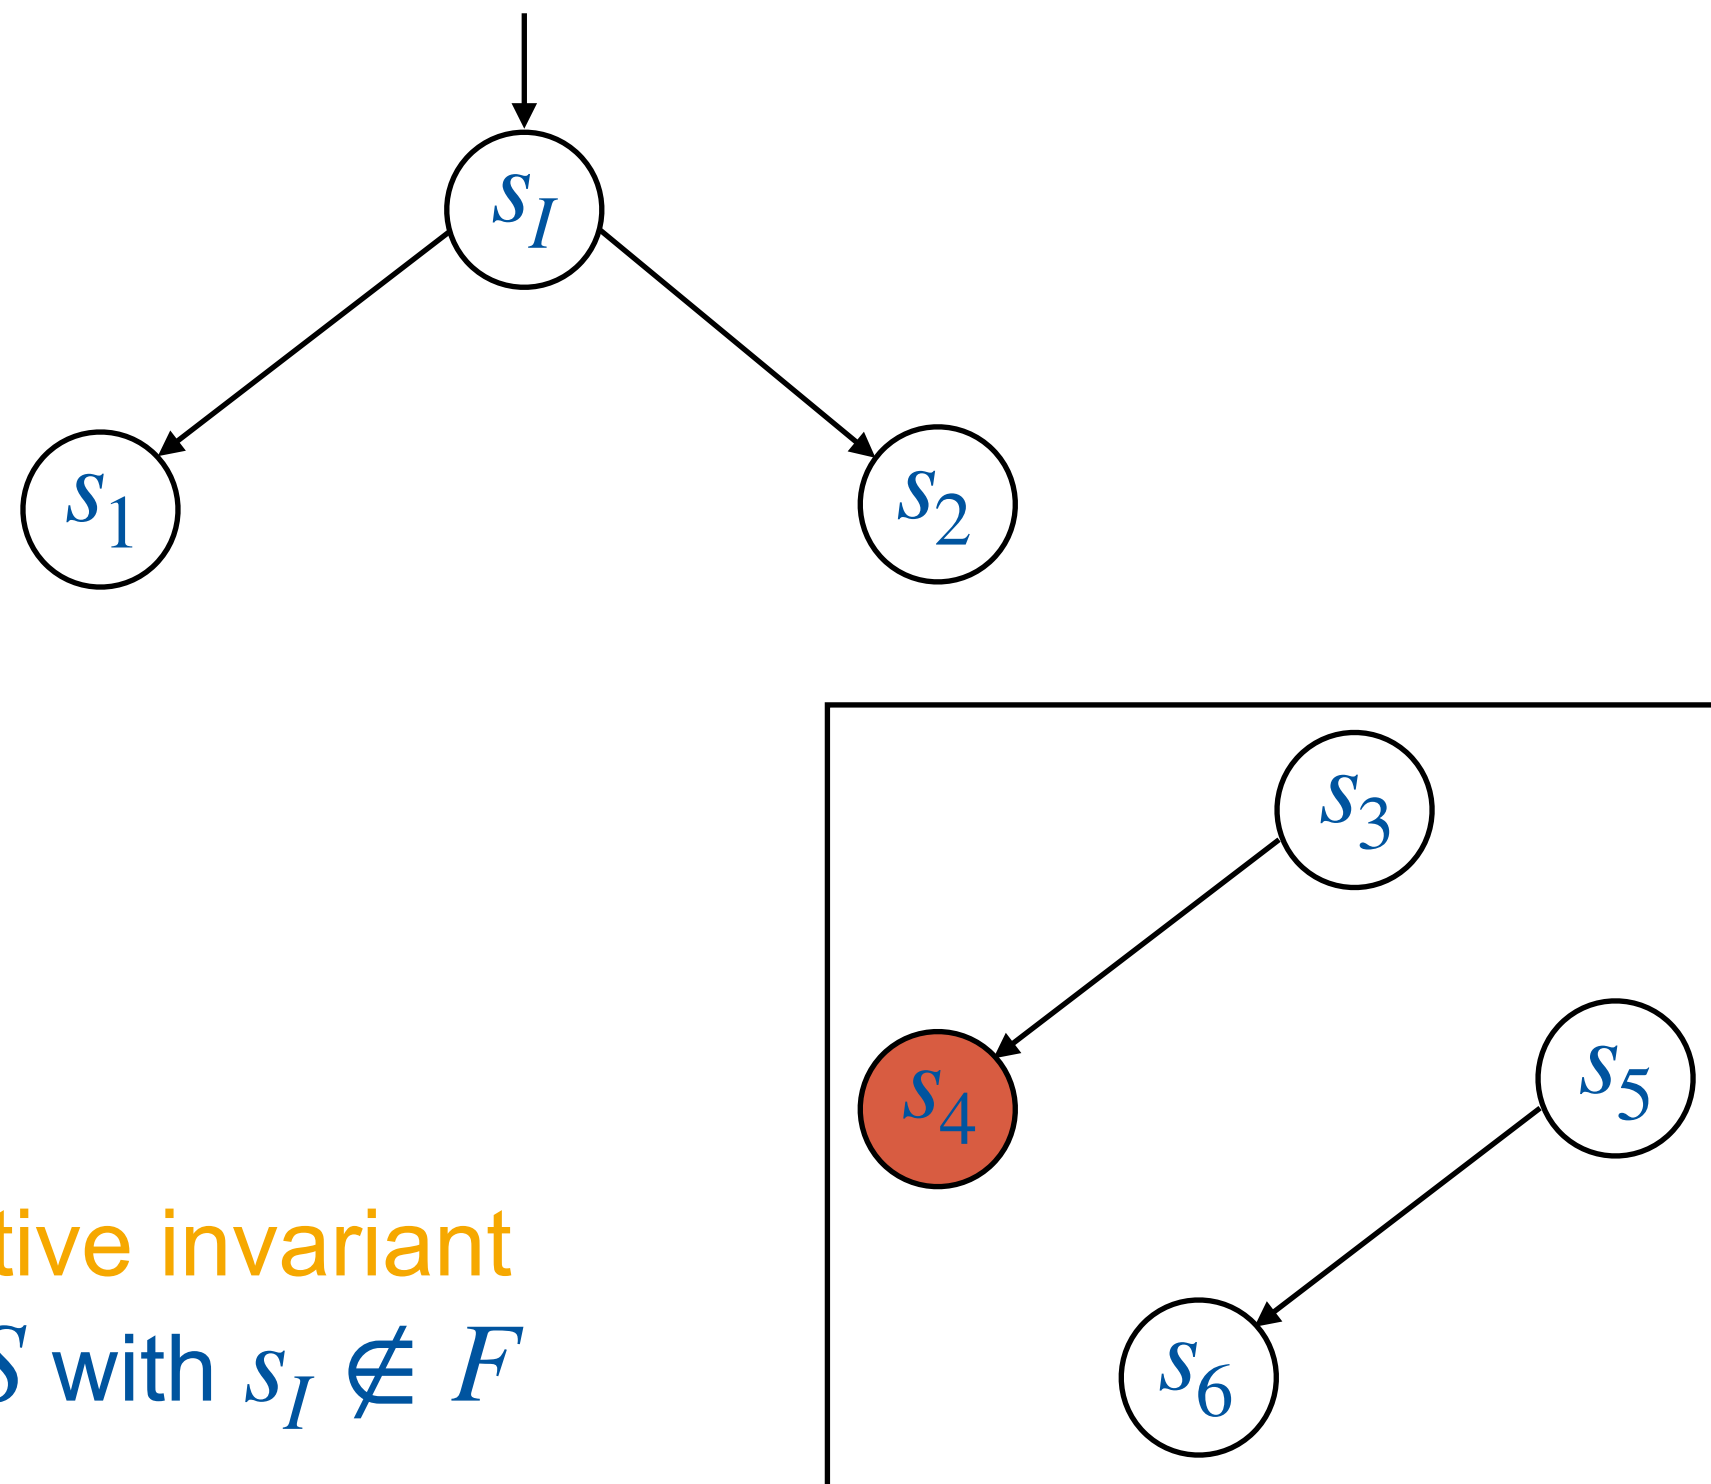 s_I
s_1
s_2
s_3
s_4
s_5
s_6
tive invariant
S with s_I ∉ F